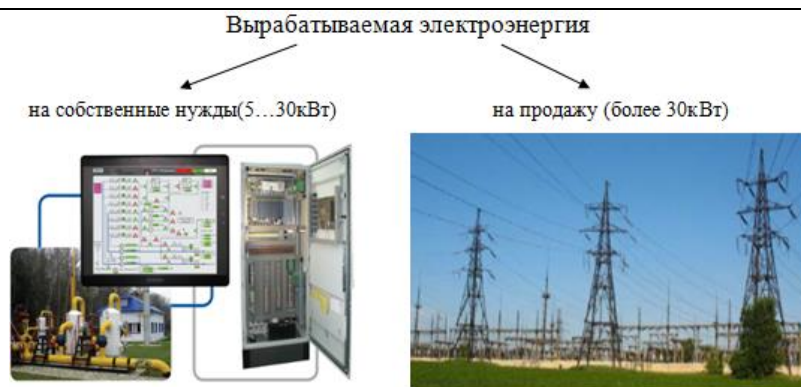 Вырабатываемая электроэнергия
на собственные нужды(5…30кВт)
на продажу (более 30кВт)